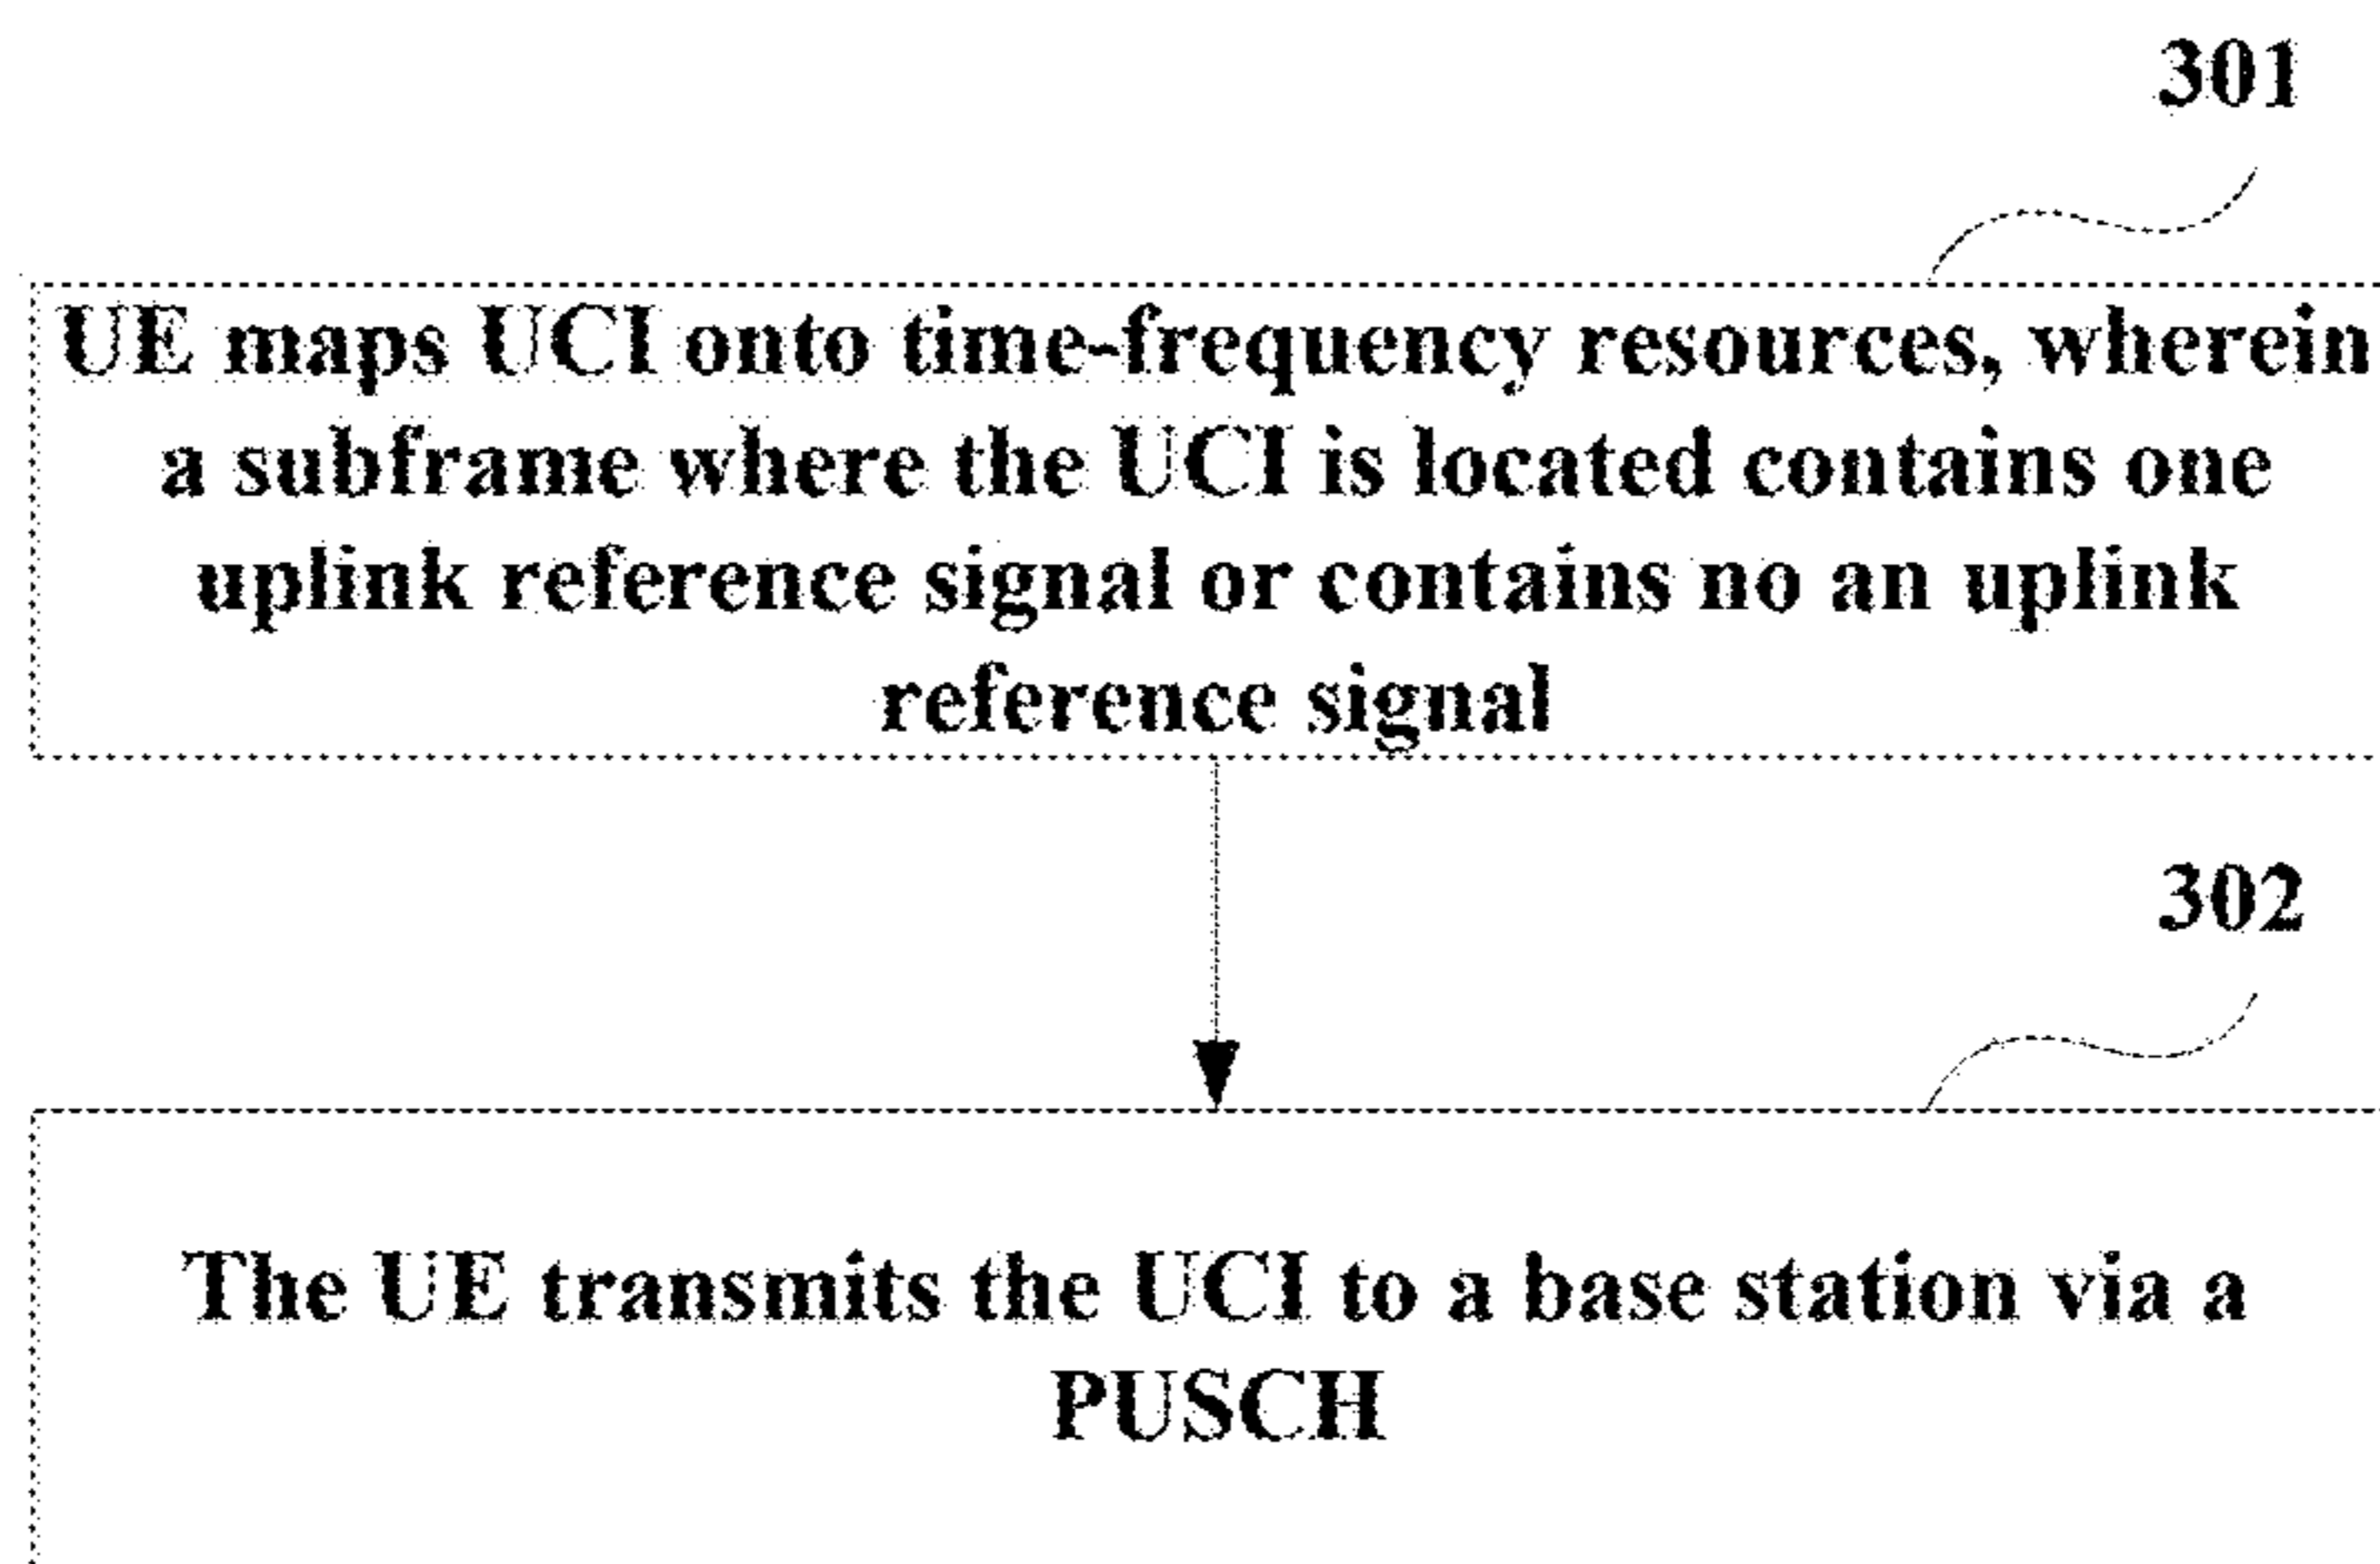 301
UE maps UCI onto time-frequency resources, wherein
a subframe where the UCI is located contains one
uplink reference signal or contains no an uplink
reference signal
302
The UE transmits the UCI to a base station via a
PUSCH